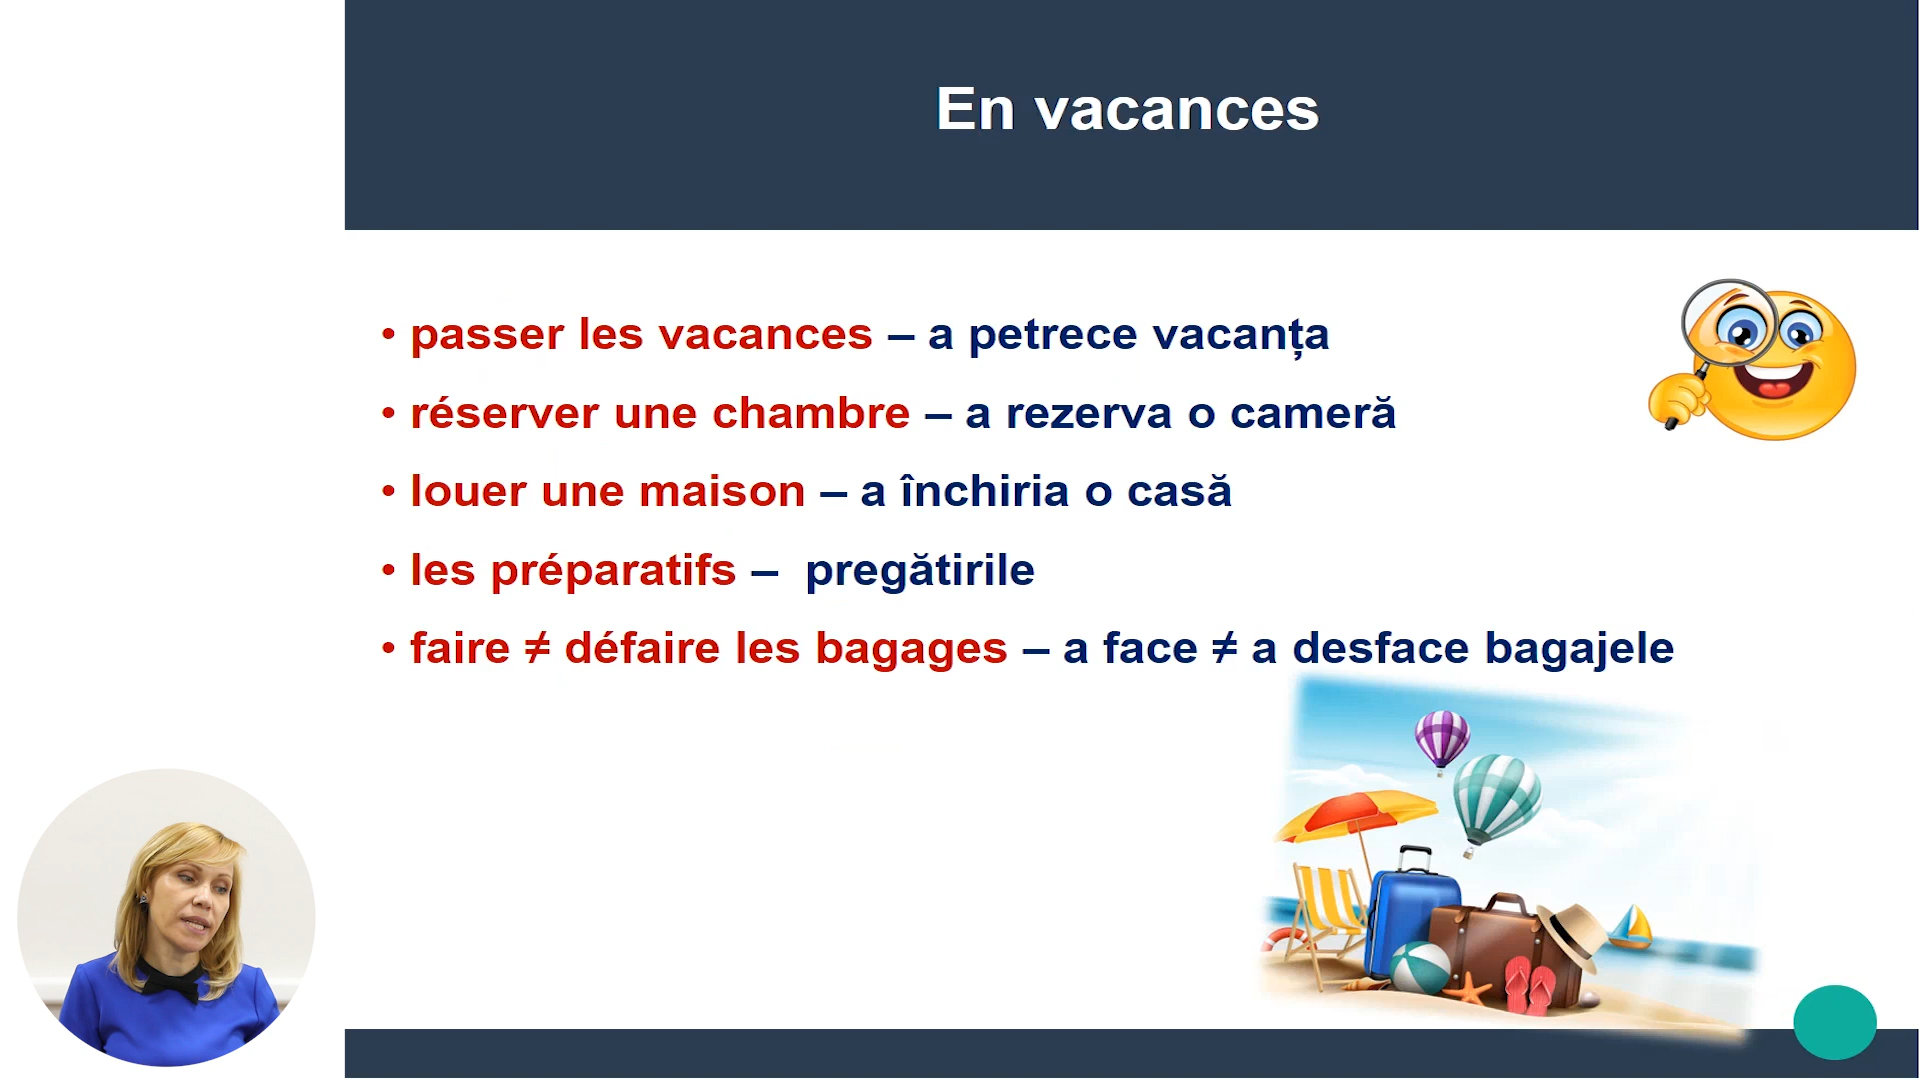 En vacances
• passer les vacances – a petrece vacanța
• réserver une chambre – a rezerva o cameră
• louer une maison – a închiria o casă
• les préparatifs –  pregătirile
• faire ≠ défaire les bagages – a face ≠ a desface bagajele